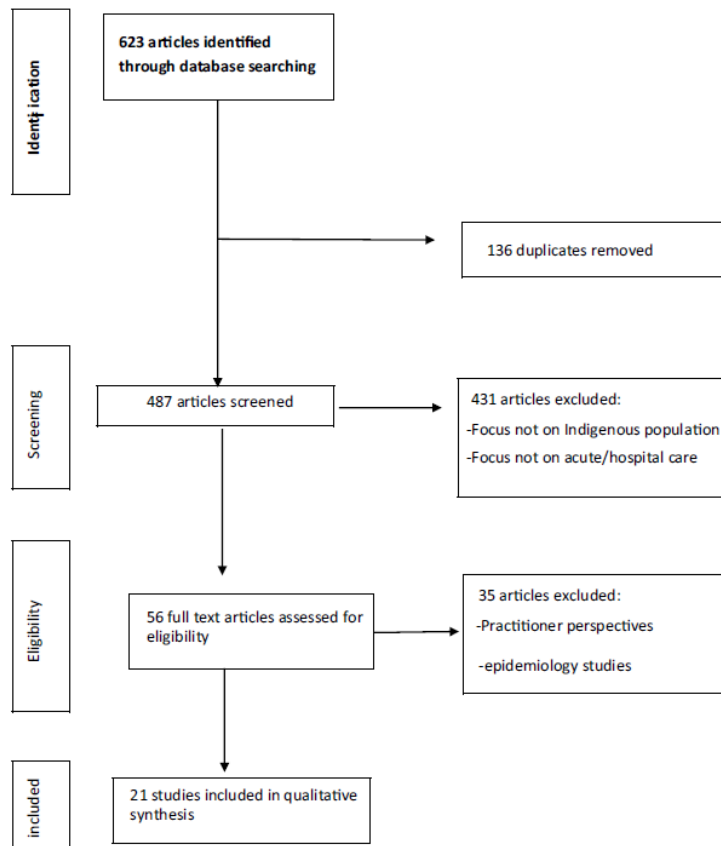 Identification
623 articles identified
through database searching
136 duplicates removed
Screening
487 articles screened
431 articles excluded:
-Focus not on Indigenous population
-Focus not on acute/hospital care
Eligibility
56 full text articles assessed for
eligibility
35 articles excluded:
-Practitioner perspectives
-epidemiology studies
included
21 studies included in qualitative
synthesis